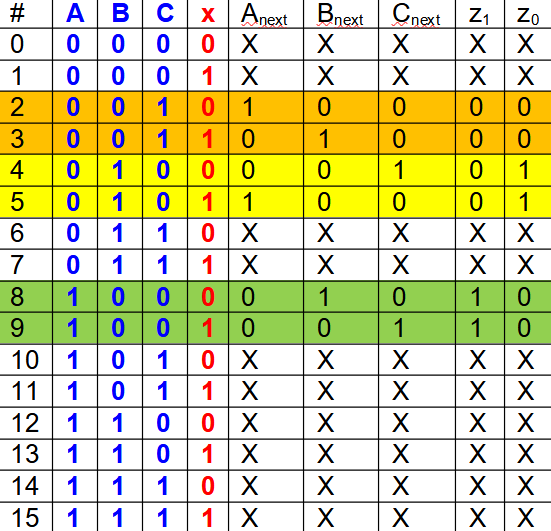 # A B C x Anext Bnext Cnext z1 z0
0 0 0 0 0 X X X X X
1 0 0 0 1 X X X X X
2 0 0 1 0 1 0 0 0 0
3 0 0 1 1 0 1 0 0 0
4 0 1 0 0 0 0 1 0 1
5 0 1 0 1 1 0 0 0 1
6 0 1 1 0 X X X X X
7 0 1 1 1 X X X X X
8 1 0 0 0 0 1 0 1 0
9 1 0 0 1 0 0 1 1 0
10 1 0 1 0 X X X X X
11 1 0 1 1 X X X X X
12 1 1 0 0 X X X X X
13 1 1 0 1 X X X X X
14 1 1 1 0 X X X X X
15 1 1 1 1 X X X X X